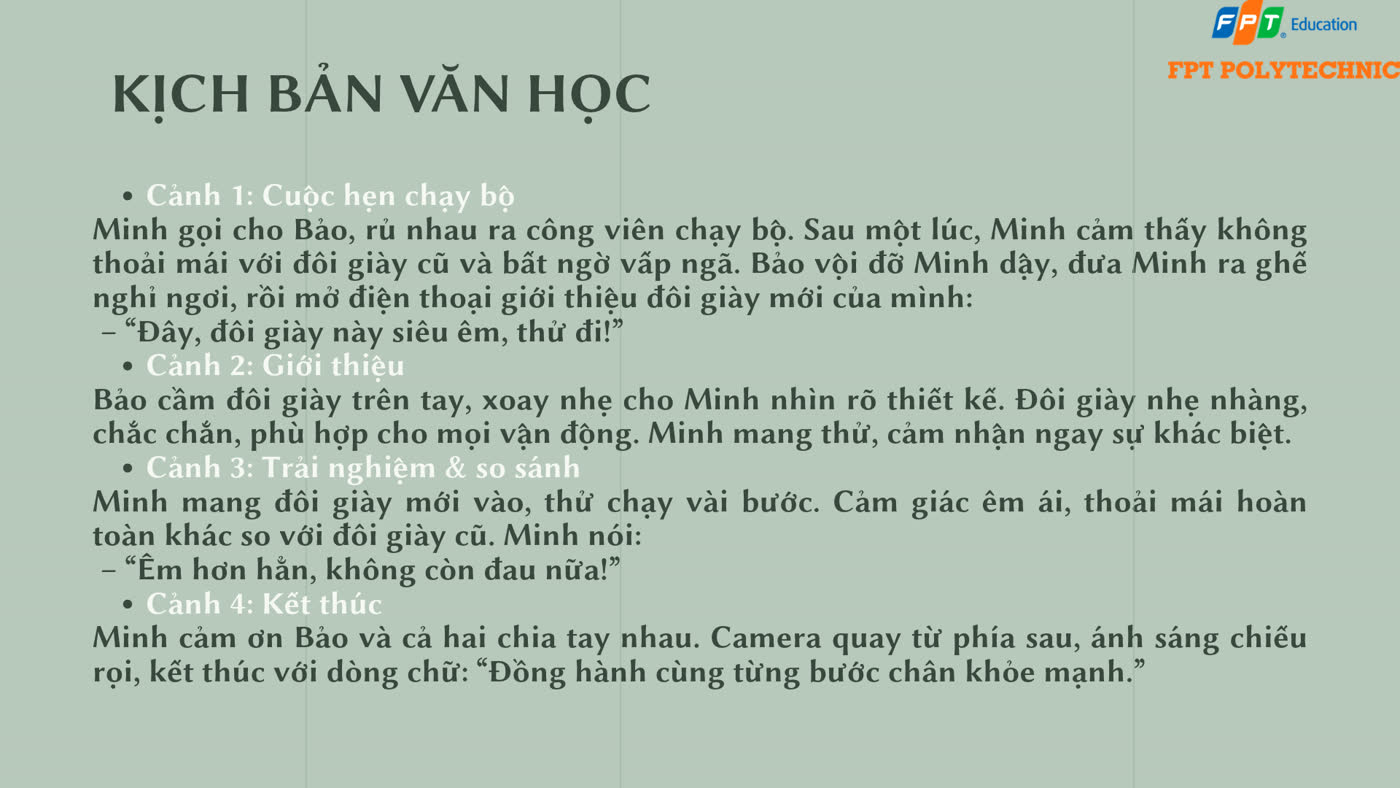 FPT Education
FPT POLYTECHNIC
KỊCH BẢN VĂN HỌC
• Cảnh 1: Cuộc hẹn chạy bộ
Minh gọi cho Bảo, rủ nhau ra công viên chạy bộ. Sau một lúc, Minh cảm thấy không
thoải mái với đôi giày cũ và bất ngờ vấp ngã. Bảo vội đỡ Minh dậy, đưa Minh ra ghế
nghỉ ngơi, rồi mở điện thoại giới thiệu đôi giày mới của mình:
– “Đây, đôi giày này siêu êm, thử đi!”
• Cảnh 2: Giới thiệu
Bảo cầm đôi giày trên tay, xoay nhẹ cho Minh nhìn rõ thiết kế. Đôi giày nhẹ nhàng,
chắc chắn, phù hợp cho mọi vận động. Minh mang thử, cảm nhận ngay sự khác biệt.
• Cảnh 3: Trải nghiệm & so sánh
Minh mang đôi giày mới vào, thử chạy vài bước. Cảm giác êm ái, thoải mái hoàn
toàn khác so với đôi giày cũ. Minh nói:
– “Êm hơn hẳn, không còn đau nữa!”
• Cảnh 4: Kết thúc
Minh cảm ơn Bảo và cả hai chia tay nhau. Camera quay từ phía sau, ánh sáng chiếu
rọi, kết thúc với dòng chữ: “Đồng hành cùng từng bước chân khỏe mạnh.”